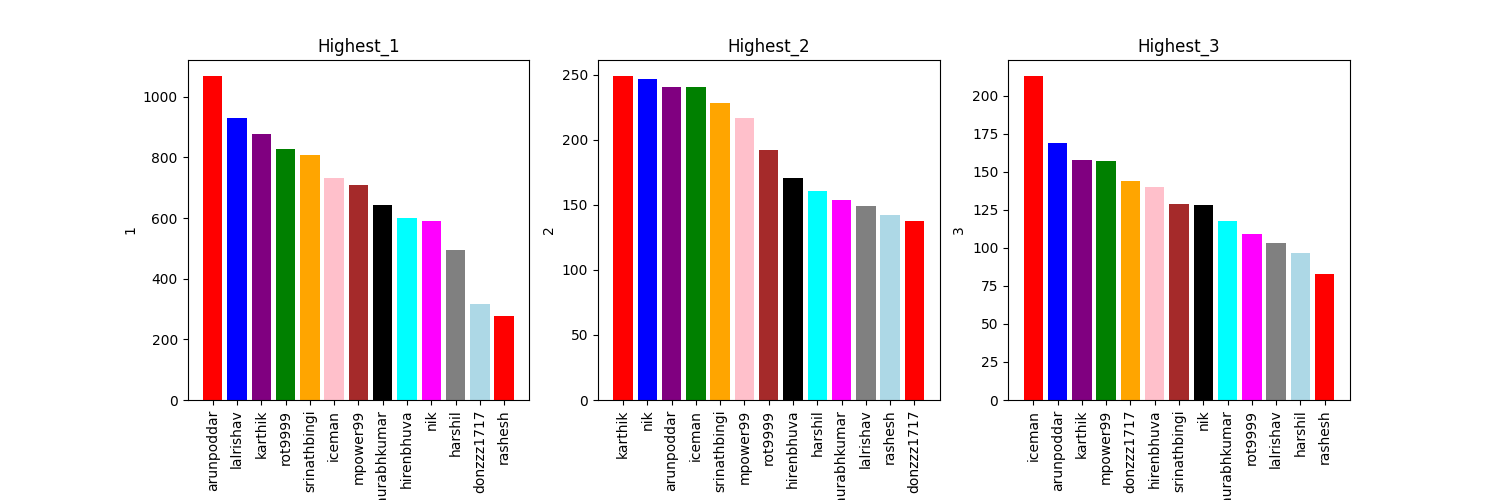 Highest_1
1
1000
800
600
400
200
0
arunpoddar
lalrishav
karthik
rot9999
srinathbingi
iceman
mpower99
hirenbhuva
nik
harshil
donzzz1717
rashesh
Highest_2
2
250
200
150
100
50
0
karthik
nik
arunpoddar
iceman
srinathbingi
mpower99
rot9999
hirenbhuva
harshil
lalrishav
rashesh
donzzz1717
Highest_3
3
200
175
150
125
100
75
50
25
0
iceman
arunpoddar
karthik
mpower99
donzzz1717
hirenbhuva
srinathbingi
nik
rot9999
lalrishav
harshil
rashesh